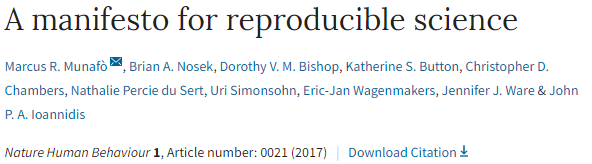 A manifesto for reproducible science
Marcus R. Munafò, Brian A. Nosek, Dorothy V. M. Bishop, Katherine S. Button, Christopher D.
Chambers, Nathalie Percie du Sert, Uri Simonsohn, Eric-Jan Wagenmakers, Jennifer J. Ware & John
P. A. Ioannidis
Nature Human Behaviour 1, Article number: 0021 (2017) | Download Citation